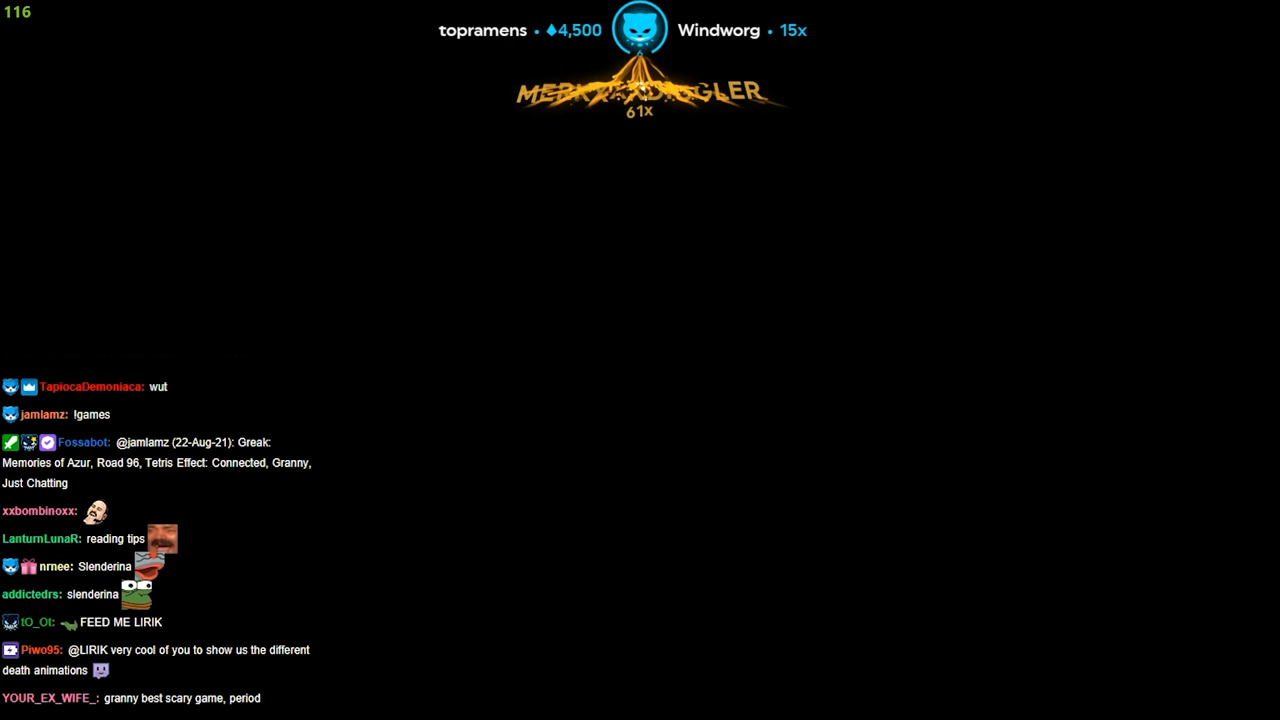 116
topramens • 4,500
Windworg • 15x
61x
TapiocaDemoniaca: wut
jamlamz: !games
Fossabot: @jamlamz (22-Aug-21): Greak:
Memories of Azur, Road 96, Tetris Effect: Connected, Granny,
Just Chatting
xxbombinoxx:
LanturnLunaR: reading tips
nrnee: Slenderina
addictedrs: slenderina
tO_Ot: FEED ME LIRIK
Piwo95: @LIRIK very cool of you to show us the different
death animations
YOUR_EX_WIFE_: granny best scary game, period